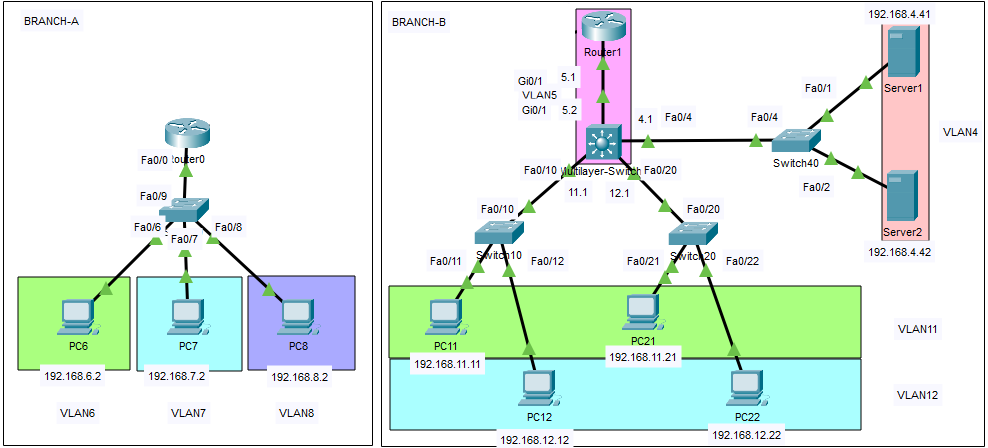 BRANCH-A
Fa0/0
Router0
Fa0/9
Fa0/6
Fa0/7
Fa0/8
PC6
PC7
PC8
192.168.6.2
192.168.7.2
192.168.8.2
VLAN6
VLAN7
VLAN8
BRANCH-B
Router1
Gi0/1
5.1
VLAN5
Gi0/1
5.2
192.168.4.41
Server1
Fa0/1
4.1
Fa0/4
Fa0/4
VLAN4
Switch40
Fa0/2
Server2
192.168.4.42
Fa0/10
Multilayer-Switch
Fa0/20
11.1
12.1
Fa0/10
Fa0/20
Switch10
Switch20
Fa0/11
Fa0/12
Fa0/21
Fa0/22
PC11
192.168.11.11
PC21
192.168.11.21
VLAN11
PC12
192.168.12.12
PC22
192.168.12.22
VLAN12